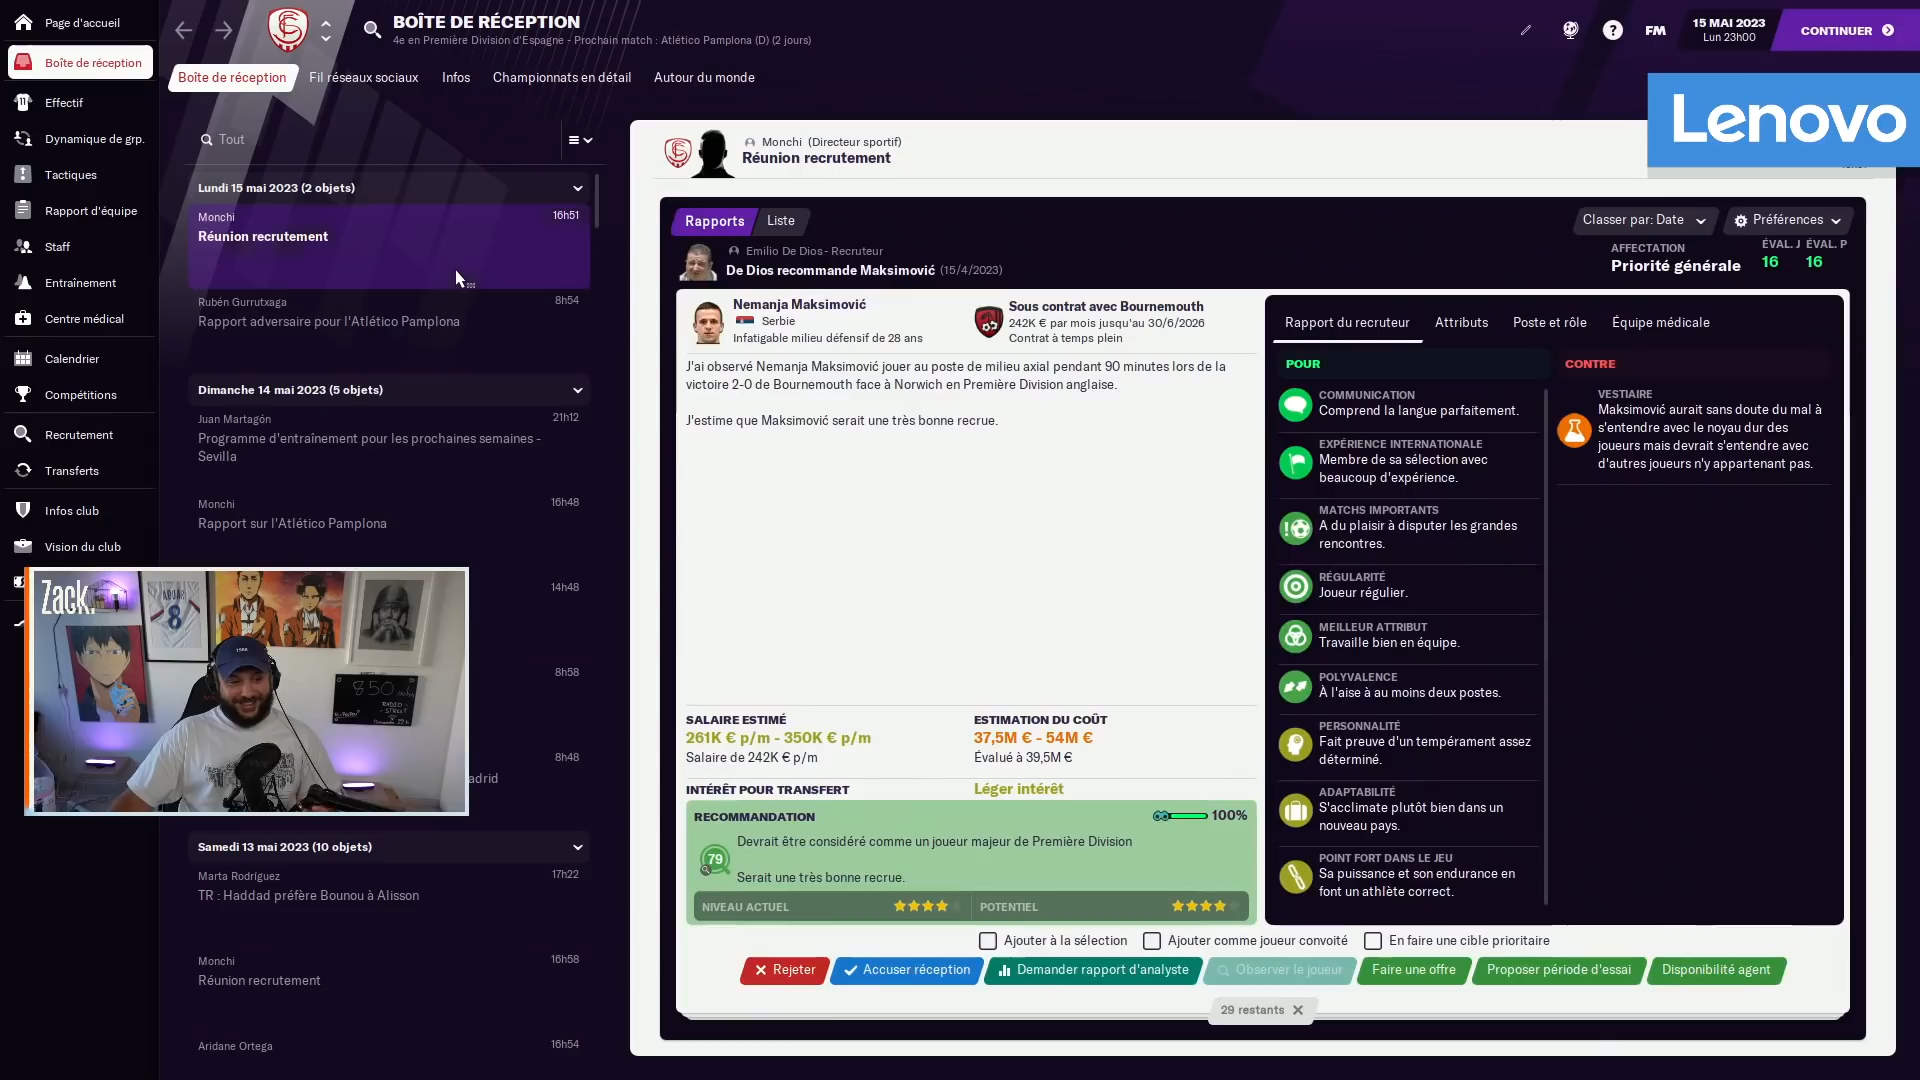 Page d'accueil
Boîte de réception
Effectif
Dynamique de grp.
Tactiques
Rapport d'équipe
Staff
Entraînement
Centre médical
Calendrier
Compétitions
Recrutement
Transferts
Infos club
Vision du club
BOÎTE DE RÉCEPTION
4e en Première Division d'Espagne - Prochain match : Atlético Pamplona (D) (2 jours)
FM
15 MAI 2023
Lun 23h00
CONTINUER
Boîte de réception
Fil réseaux sociaux
Infos
Championnats en détail
Autour du monde
Lenovo
Tout
Lundi 15 mai 2023 (2 objets)
Monchi
16h51
Réunion recrutement
Rubén Gurrutxaga
8h54
Rapport adversaire pour l'Atlético Pamplona
Dimanche 14 mai 2023 (5 objets)
Juan Martagón
21h12
Programme d'entraînement pour les prochaines semaines -
Sevilla
Monchi
16h48
Rapport sur l'Atlético Pamplona
14h48
8h58
8h48
adrid
Zack.
850 subs
Samedi 13 mai 2023 (10 objets)
Marta Rodríguez
17h22
TR : Haddad préfère Bounou à Alisson
Monchi
16h58
Réunion recrutement
Aridane Ortega
16h54
Monchi (Directeur sportif)
Réunion recrutement
Rapports
Liste
Classer par: Date
Préférences
Emilio De Dios - Recruteur
De Dios recommande Maksimović (15/4/2023)
AFFECTATION
Priorité générale
ÉVAL. J
16
ÉVAL. P
16
Nemanja Maksimović
Serbie
Infatigable milieu défensif de 28 ans
Sous contrat avec Bournemouth
242K € par mois jusqu'au 30/6/2026
Contrat à temps plein
J'ai observé Nemanja Maksimović jouer au poste de milieu axial pendant 90 minutes lors de la
victoire 2-0 de Bournemouth face à Norwich en Première Division anglaise.
J'estime que Maksimović serait une très bonne recrue.
SALAIRE ESTIMÉ
261K € p/m - 350K € p/m
Salaire de 242K € p/m
ESTIMATION DU COÛT
37,5M € - 54M €
Évalué à 39,5M €
INTÉRÊT POUR TRANSFERT
Léger intérêt
RECOMMANDATION
100%
79
Devrait être considéré comme un joueur majeur de Première Division
Serait une très bonne recrue.
NIVEAU ACTUEL
POTENTIEL
Rapport du recruteur
Attributs
Poste et rôle
Équipe médicale
POUR
COMMUNICATION
Comprend la langue parfaitement.
EXPÉRIENCE INTERNATIONALE
Membre de sa sélection avec
beaucoup d'expérience.
MATCHS IMPORTANTS
A du plaisir à disputer les grandes
rencontres.
RÉGULARITÉ
Joueur régulier.
MEILLEUR ATTRIBUT
Travaille bien en équipe.
POLYVALENCE
À l'aise à au moins deux postes.
PERSONNALITÉ
Fait preuve d'un tempérament assez
déterminé.
ADAPTABILITÉ
S'acclimate plutôt bien dans un
nouveau pays.
POINT FORT DANS LE JEU
Sa puissance et son endurance en
font un athlète correct.
CONTRE
VESTIAIRE
Maksimović aurait sans doute du mal à
s'entendre avec le noyau dur des
joueurs mais devrait s'entendre avec
d'autres joueurs n'y appartenant pas.
Ajouter à la sélection
Ajouter comme joueur convoité
En faire une cible prioritaire
Rejeter
Accuser réception
Demander rapport d'analyste
Observer le joueur
Faire une offre
Proposer période d'essai
Disponibilité agent
29 restants